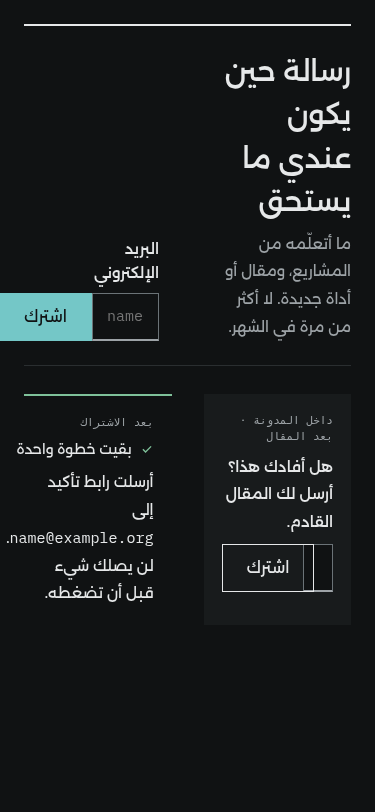 رسالة حين
يكون
عندي ما
يستحق
ما أتعلّمه من
المشاريع، ومقال أو
أداة جديدة. لا أكثر
من مرة في الشهر.
البريد
الإلكتروني
name
اشترك
داخل المدونة ·
بعد المقال
هل أفادك هذا؟
أرسل لك المقال
القادم.
اشترك
بعد الاشتراك
✓ بقيت خطوة واحدة
أرسلت رابط تأكيد
إلى
name@example.org.
لن يصلك شيء
قبل أن تضغطه.